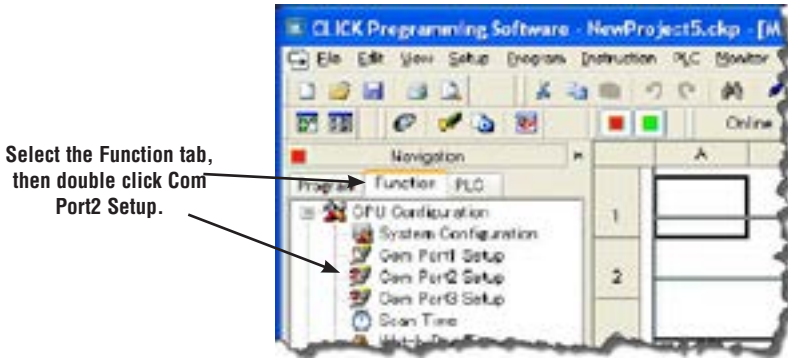 CLICK Programming Software - NewProject5.ckp - [M
File Edit View Setup Program Instruction PLC Monitor
Online
Select the Function tab,
then double click Com
Port2 Setup.
Navigation
Program Function PLC
A
CPU Configuration
System Configuration
Com Port1 Setup
Com Port2 Setup
Com Port3 Setup
Scan Time
1
2